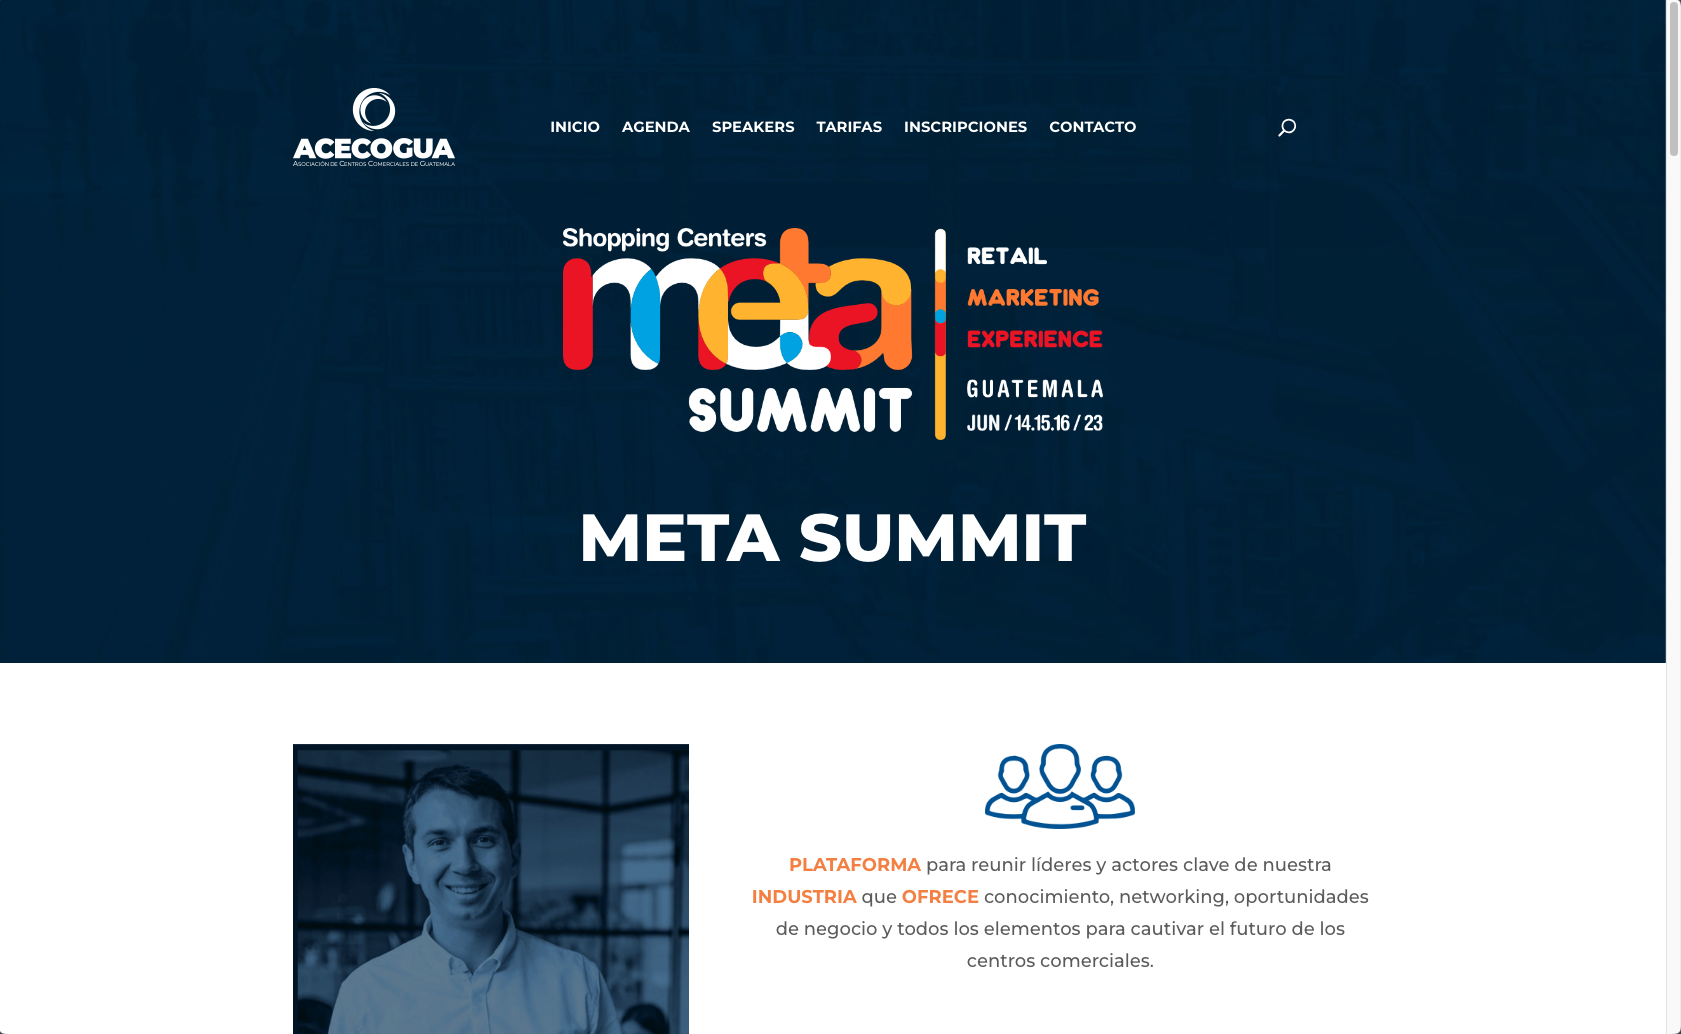 ACECOGUA
ASOCIACIÓN DE CENTROS COMERCIALES DE GUATEMALA
INICIO
AGENDA
SPEAKERS
TARIFAS
INSCRIPCIONES
CONTACTO
Shopping Centers
meta
SUMMIT
RETAIL
MARKETING
EXPERIENCE
GUATEMALA
JUN / 14.15.16 / 23
META SUMMIT
PLATAFORMA para reunir líderes y actores clave de nuestra
INDUSTRIA que OFRECE conocimiento, networking, oportunidades
de negocio y todos los elementos para cautivar el futuro de los
centros comerciales.